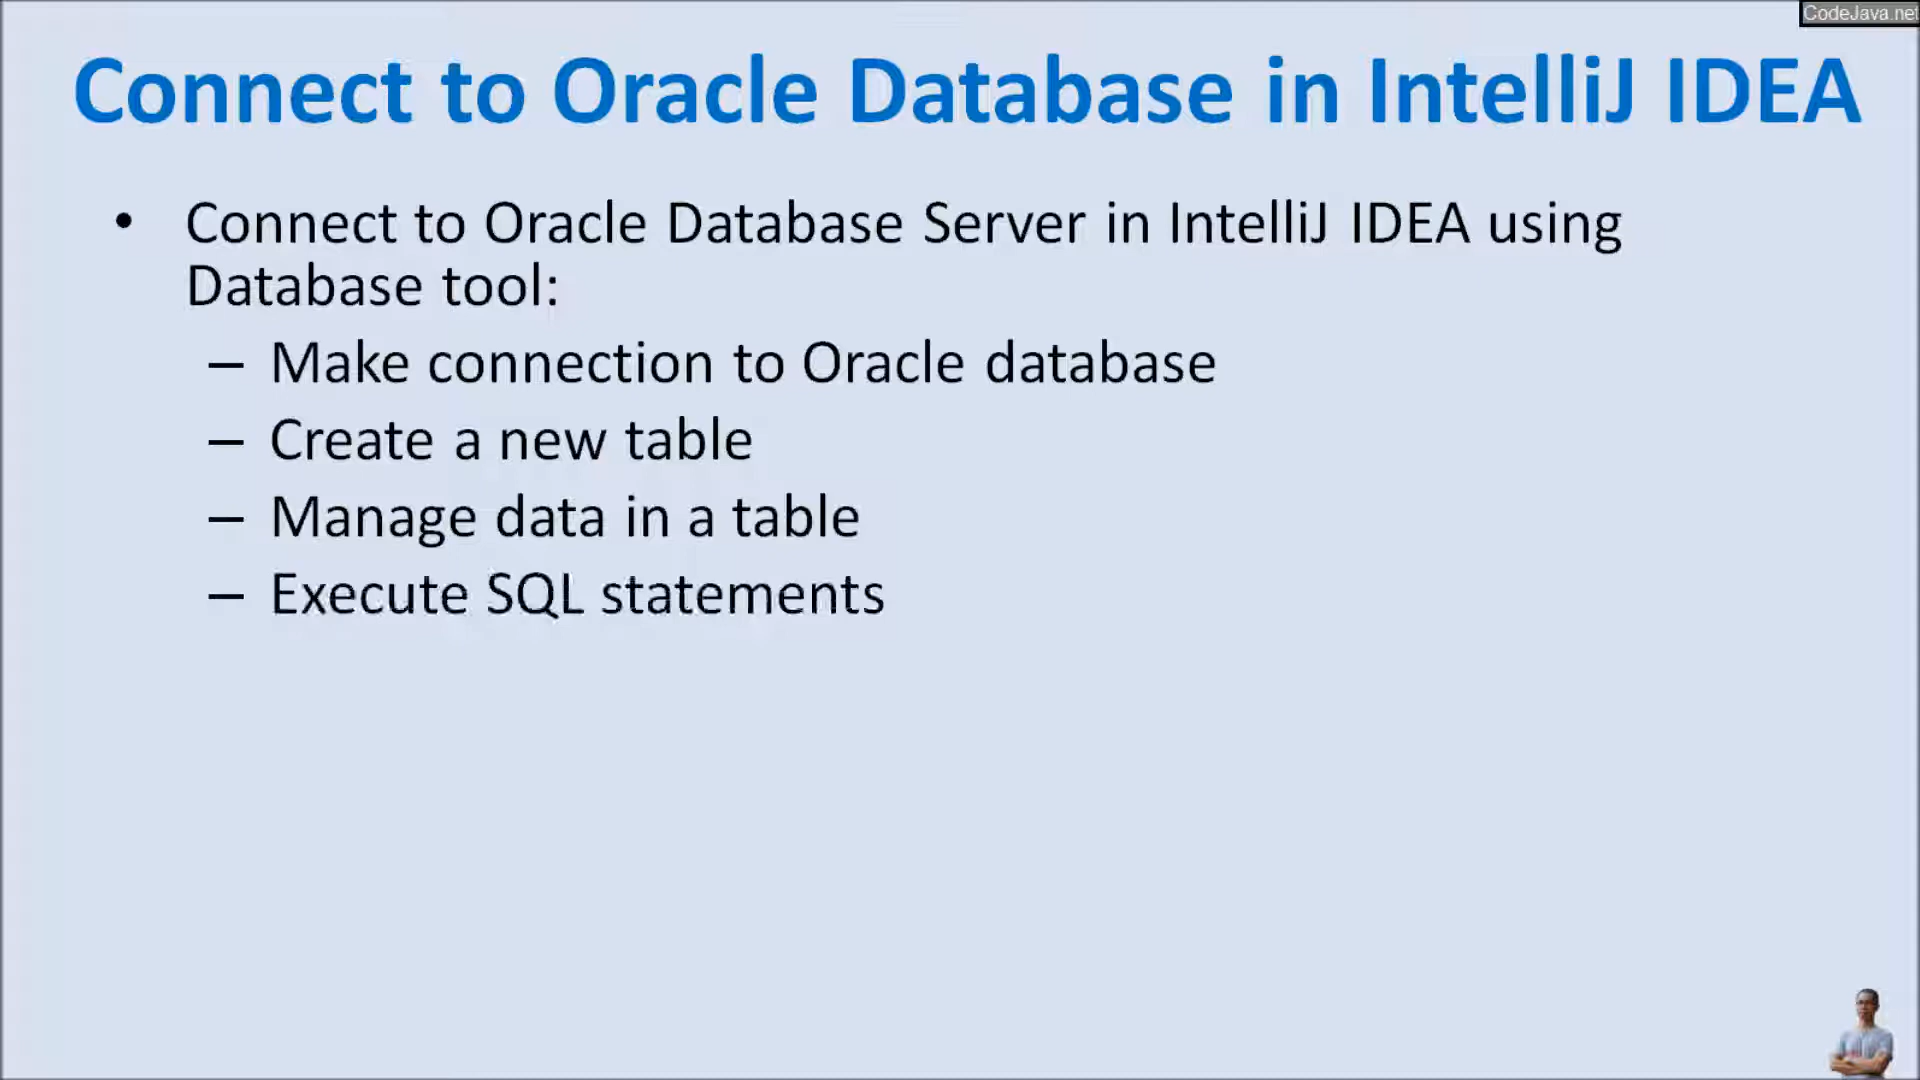 CodeJava.net
Connect to Oracle Database in IntelliJ IDEA
• Connect to Oracle Database Server in IntelliJ IDEA using
Database tool:
– Make connection to Oracle database
– Create a new table
– Manage data in a table
– Execute SQL statements